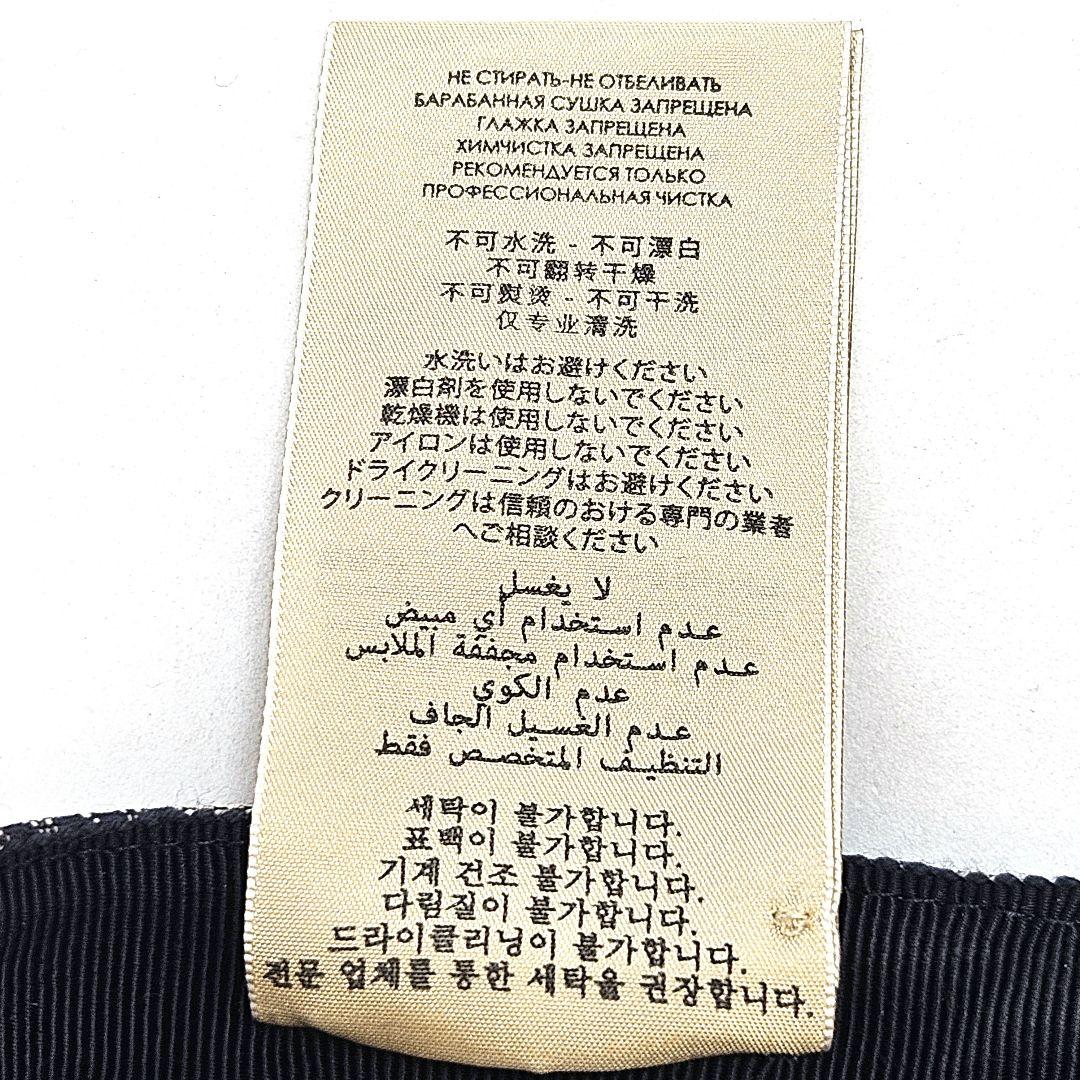 НЕ СТИРАТЬ-НЕ ОТБЕЛИВАТЬ
БАРАБАННАЯ СУШКА ЗАПРЕЩЕНА
ГЛАЖКА ЗАПРЕЩЕНА
ХИМЧИСТКА ЗАПРЕЩЕНА
РЕКОМЕНДУЕТСЯ ТОЛЬКО
ПРОФЕССИОНАЛЬНАЯ ЧИСТКА
不可水洗 - 不可漂白
不可翻转干燥
不可熨烫 - 不可干洗
仅专业清洗
水洗いはお避けください
漂白剤を使用しないでください
乾燥機は使用しないでください
アイロンは使用しないでください
ドライクリーニングはお避けください
クリーニングは信頼のおける専門の業者
へご相談ください
لا يغسل
عدم استخدام أي مبيض
عدم استخدام مجففة الملابس
عدم الكوي
عدم الغسيل الجاف
التنظيف المتخصص فقط
세탁이 불가합니다.
표백이 불가합니다.
기계 건조 불가합니다.
다림질이 불가합니다.
드라이클리닝이 불가합니다.
전문 업체를 통한 세탁을 권장합니다.